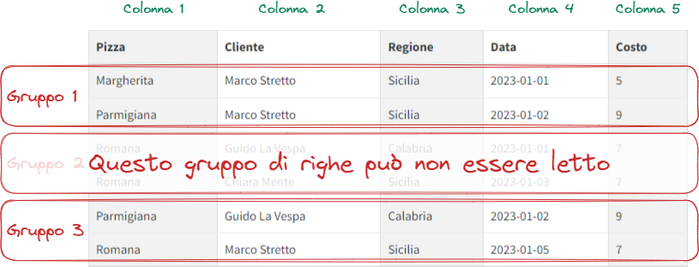 Colonna 1 Colonna 2 Colonna 3 Colonna 4 Colonna 5
Pizza Cliente Regione Data Costo
Gruppo 1
Margherita Marco Stretto Sicilia 2023-01-01 5
Parmigiana Marco Stretto Sicilia 2023-01-02 9
Romana Guido La Vespa Calabria 2023-01-01 7
Gruppo 2 Questo gruppo di righe può non essere letto
Romana Chiara Mente Sicilia 2023-01-03 7
Parmigiana Guido La Vespa Calabria 2023-01-02 9
Gruppo 3
Romana Marco Stretto Sicilia 2023-01-05 7